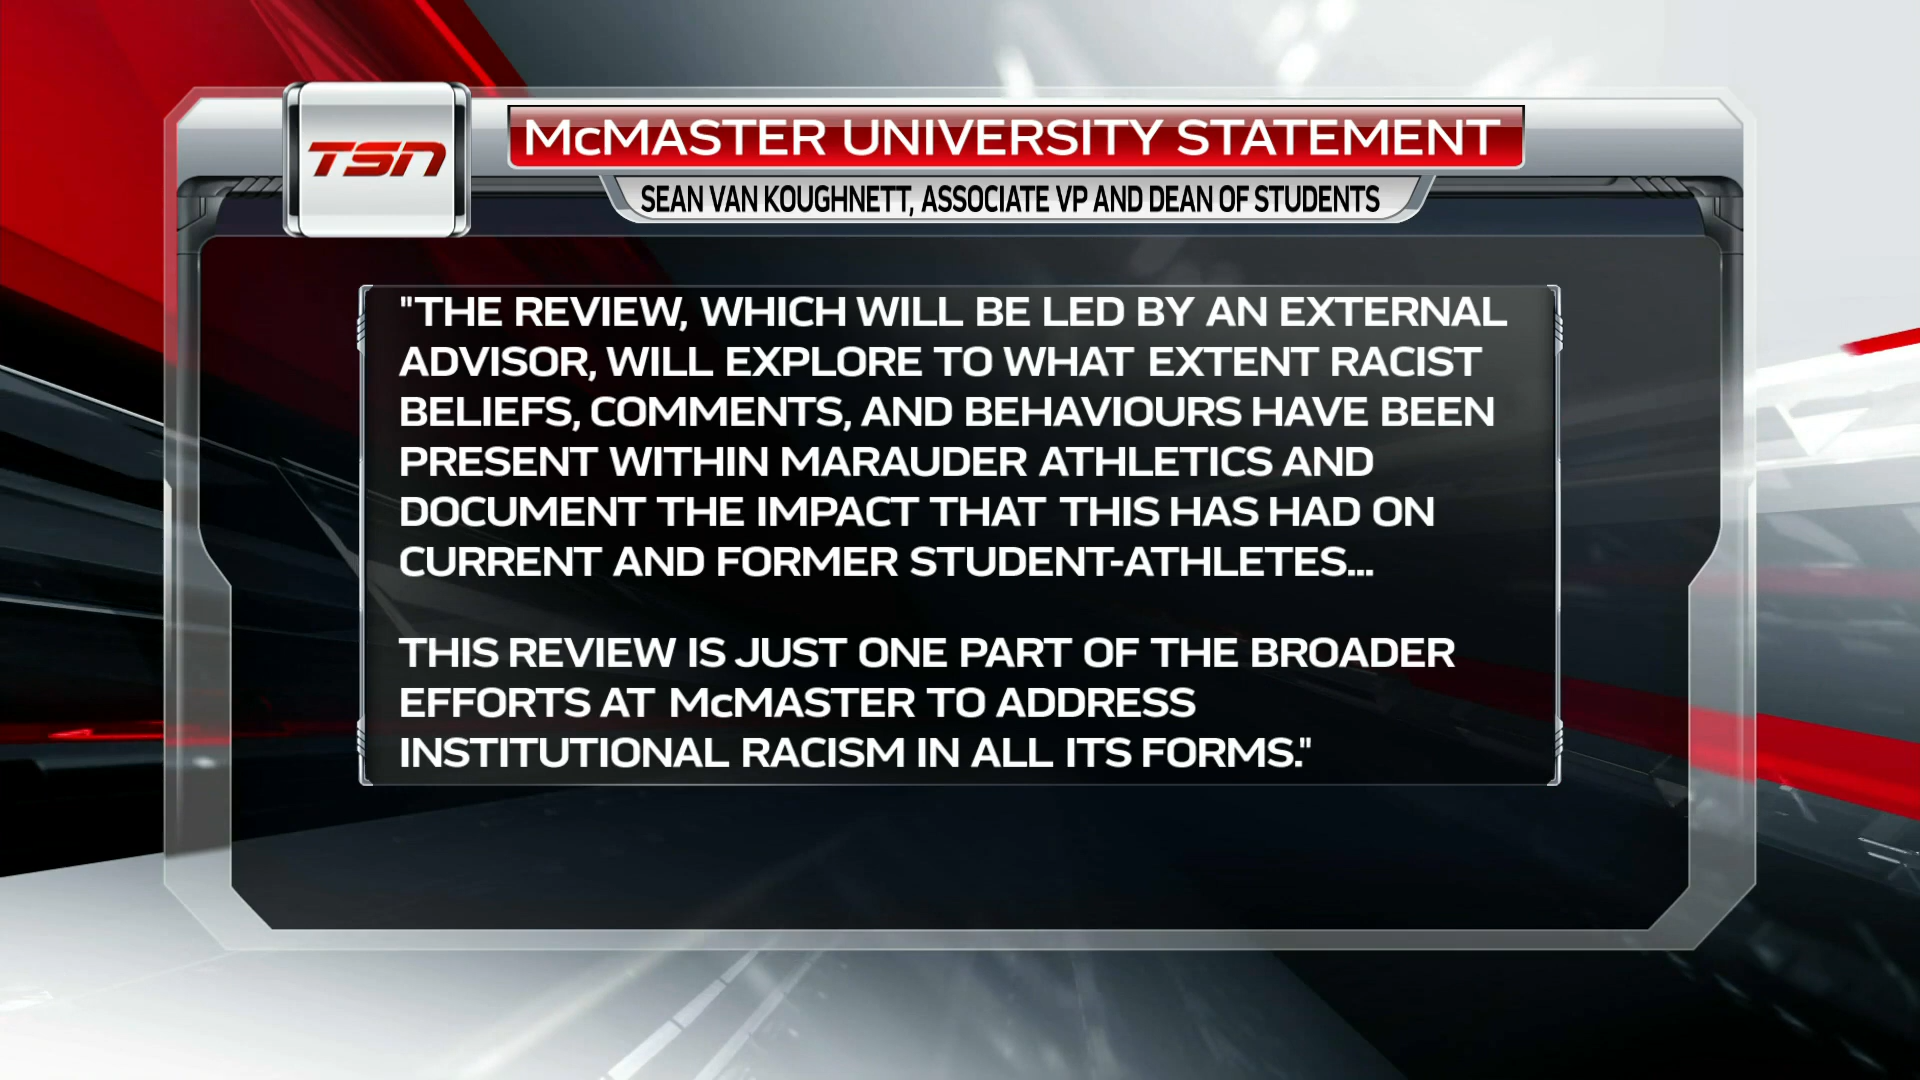 TSN
McMASTER UNIVERSITY STATEMENT
SEAN VAN KOUGHNETT, ASSOCIATE VP AND DEAN OF STUDENTS
"THE REVIEW, WHICH WILL BE LED BY AN EXTERNAL
ADVISOR, WILL EXPLORE TO WHAT EXTENT RACIST
BELIEFS, COMMENTS, AND BEHAVIOURS HAVE BEEN
PRESENT WITHIN MARAUDER ATHLETICS AND
DOCUMENT THE IMPACT THAT THIS HAS HAD ON
CURRENT AND FORMER STUDENT-ATHLETES...
THIS REVIEW IS JUST ONE PART OF THE BROADER
EFFORTS AT McMASTER TO ADDRESS
INSTITUTIONAL RACISM IN ALL ITS FORMS."